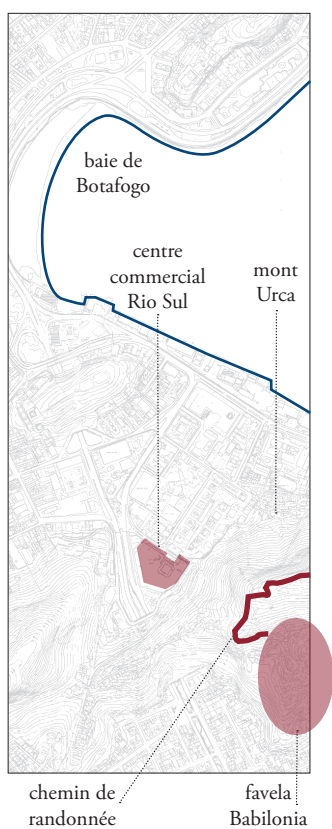 baie de
Botafogo
centre
commercial
Rio Sul
mont
Urca
chemin de
randonnée
favela
Babilonia